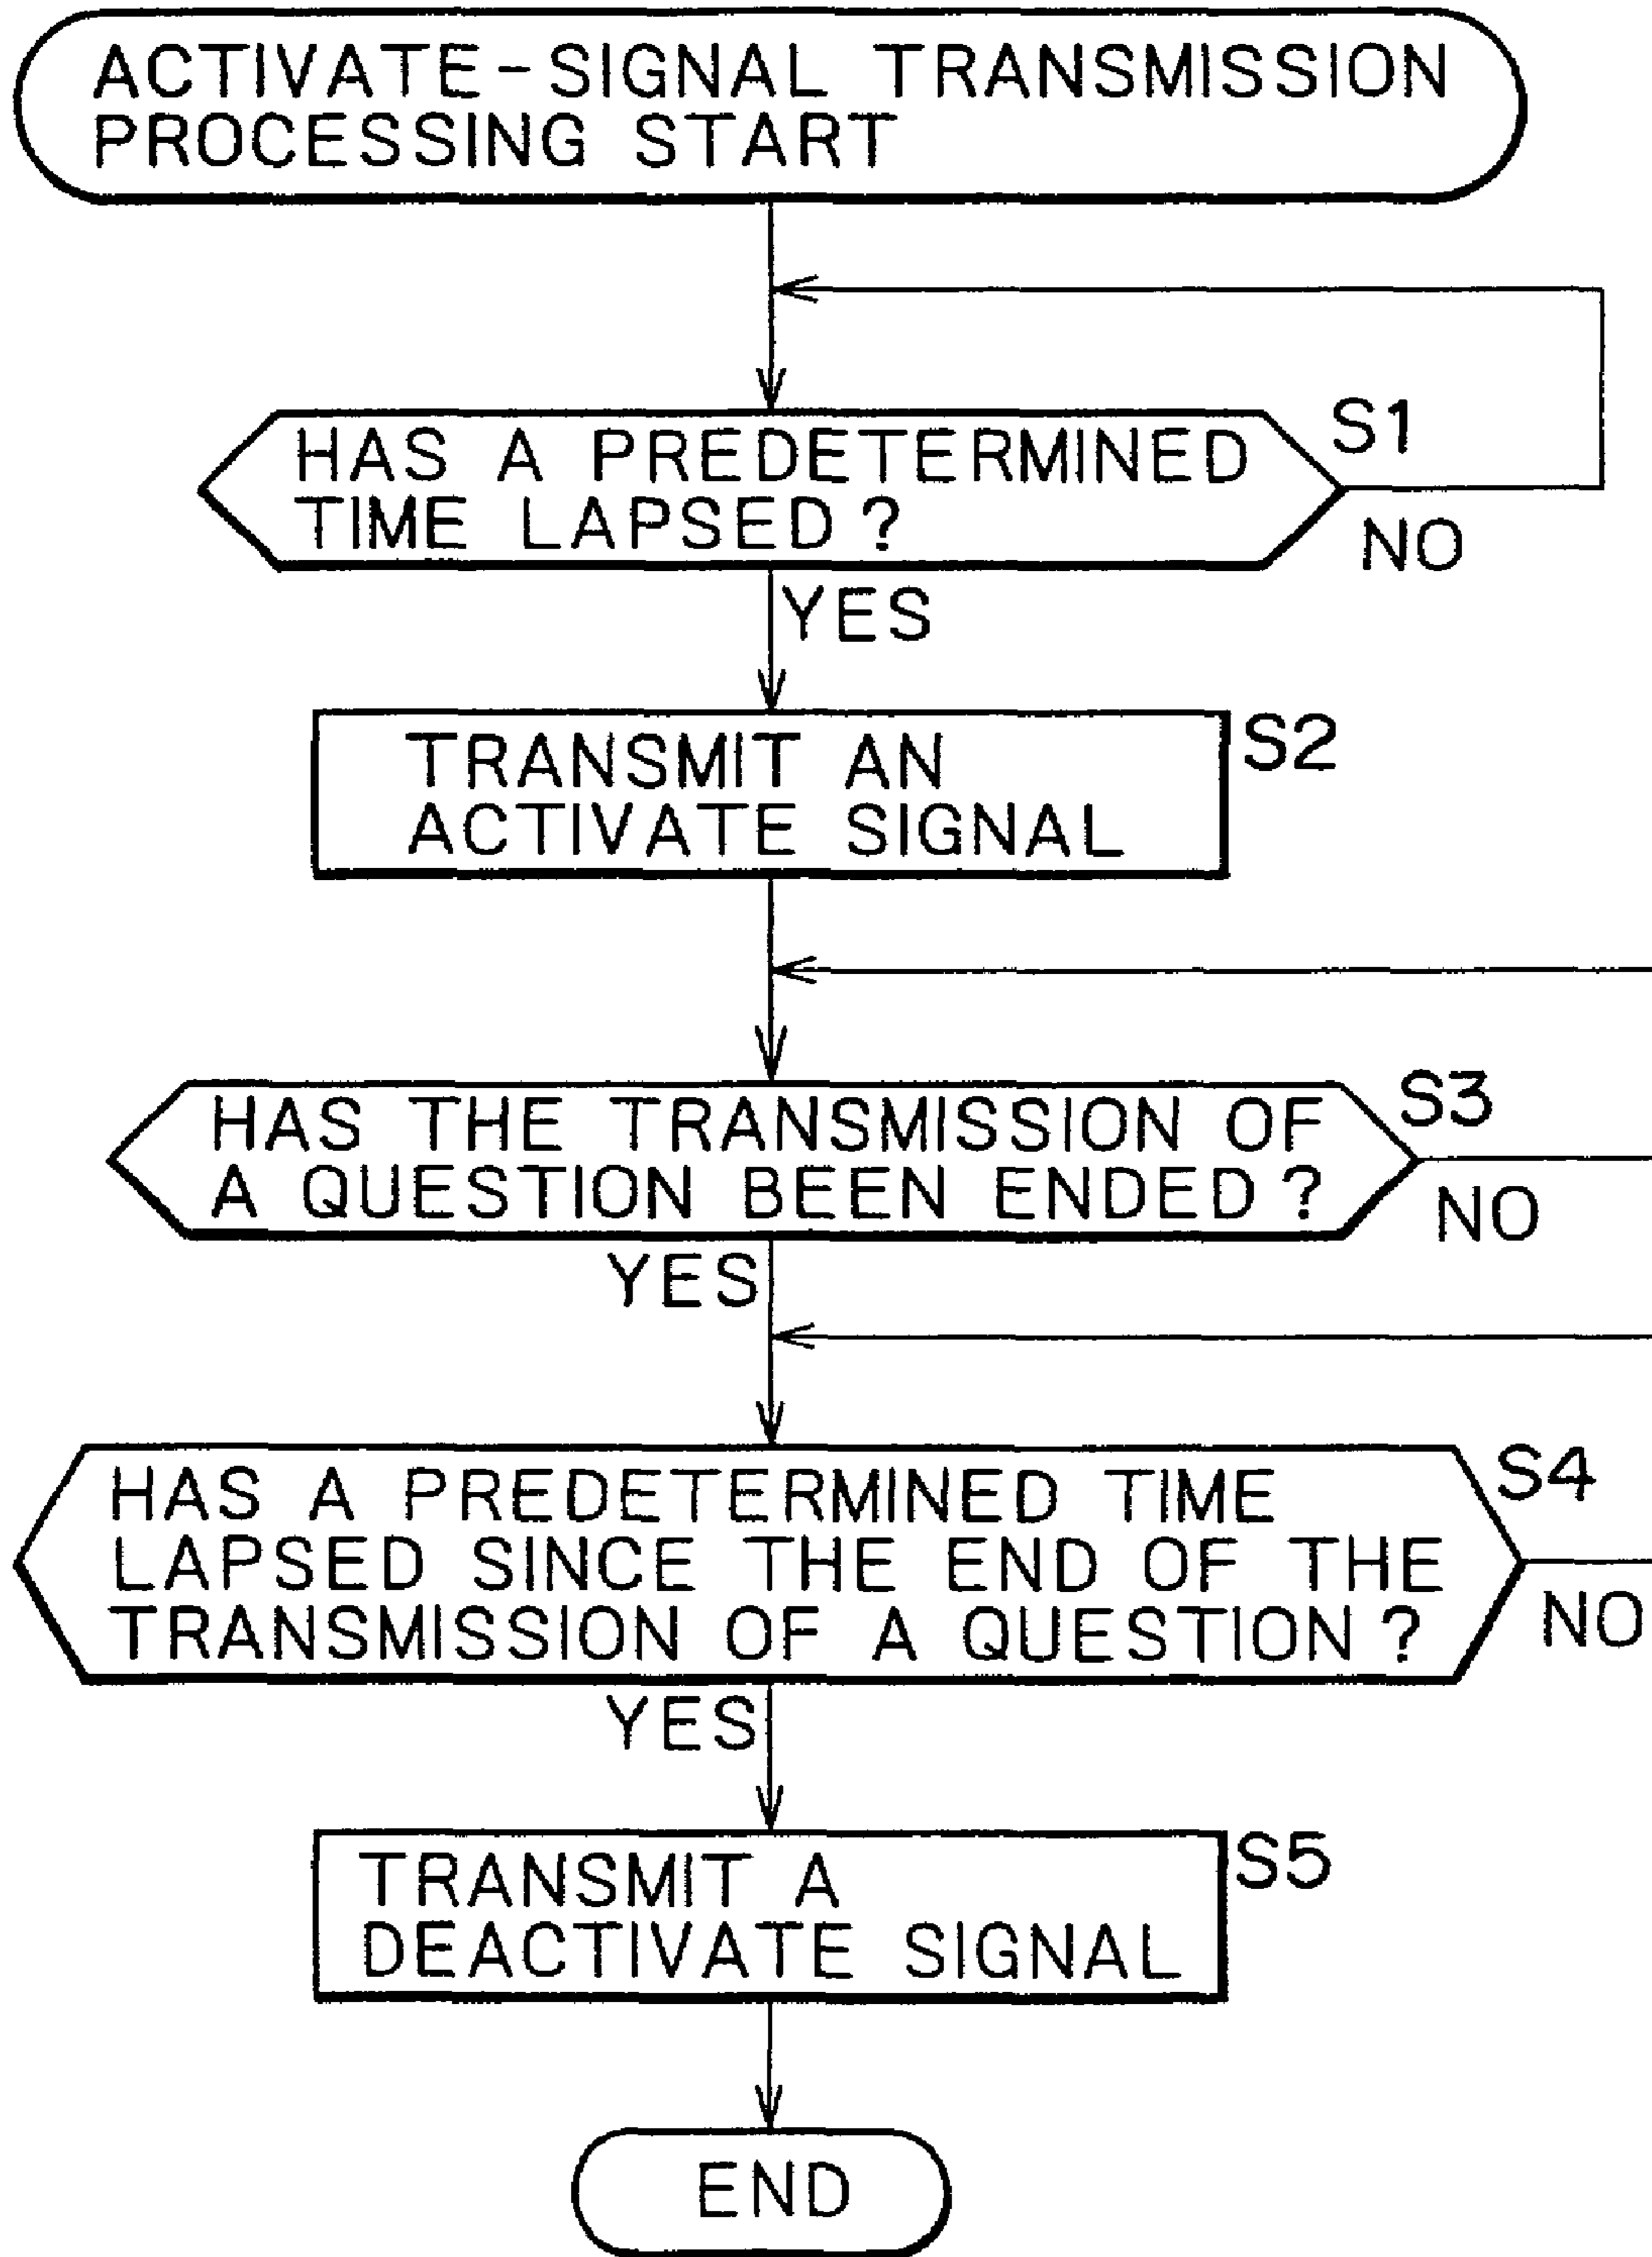 ACTIVATE-SIGNAL TRANSMISSION
PROCESSING START
HAS A PREDETERMINED
TIME LAPSED?
S1
NO
YES
TRANSMIT AN
ACTIVATE SIGNAL
S2
HAS THE TRANSMISSION OF
A QUESTION BEEN ENDED?
S3
NO
YES
HAS A PREDETERMINED TIME
LAPSED SINCE THE END OF THE
TRANSMISSION OF A QUESTION?
S4
NO
YES
TRANSMIT A
DEACTIVATE SIGNAL
S5
END